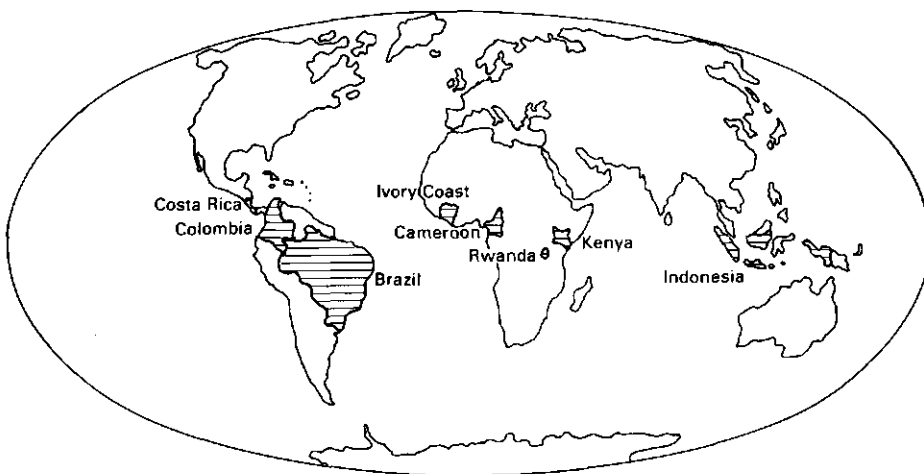 Ivory Coast
Costa Rica
Colombia
Cameroon
Rwanda
Kenya
Brazil
Indonesia